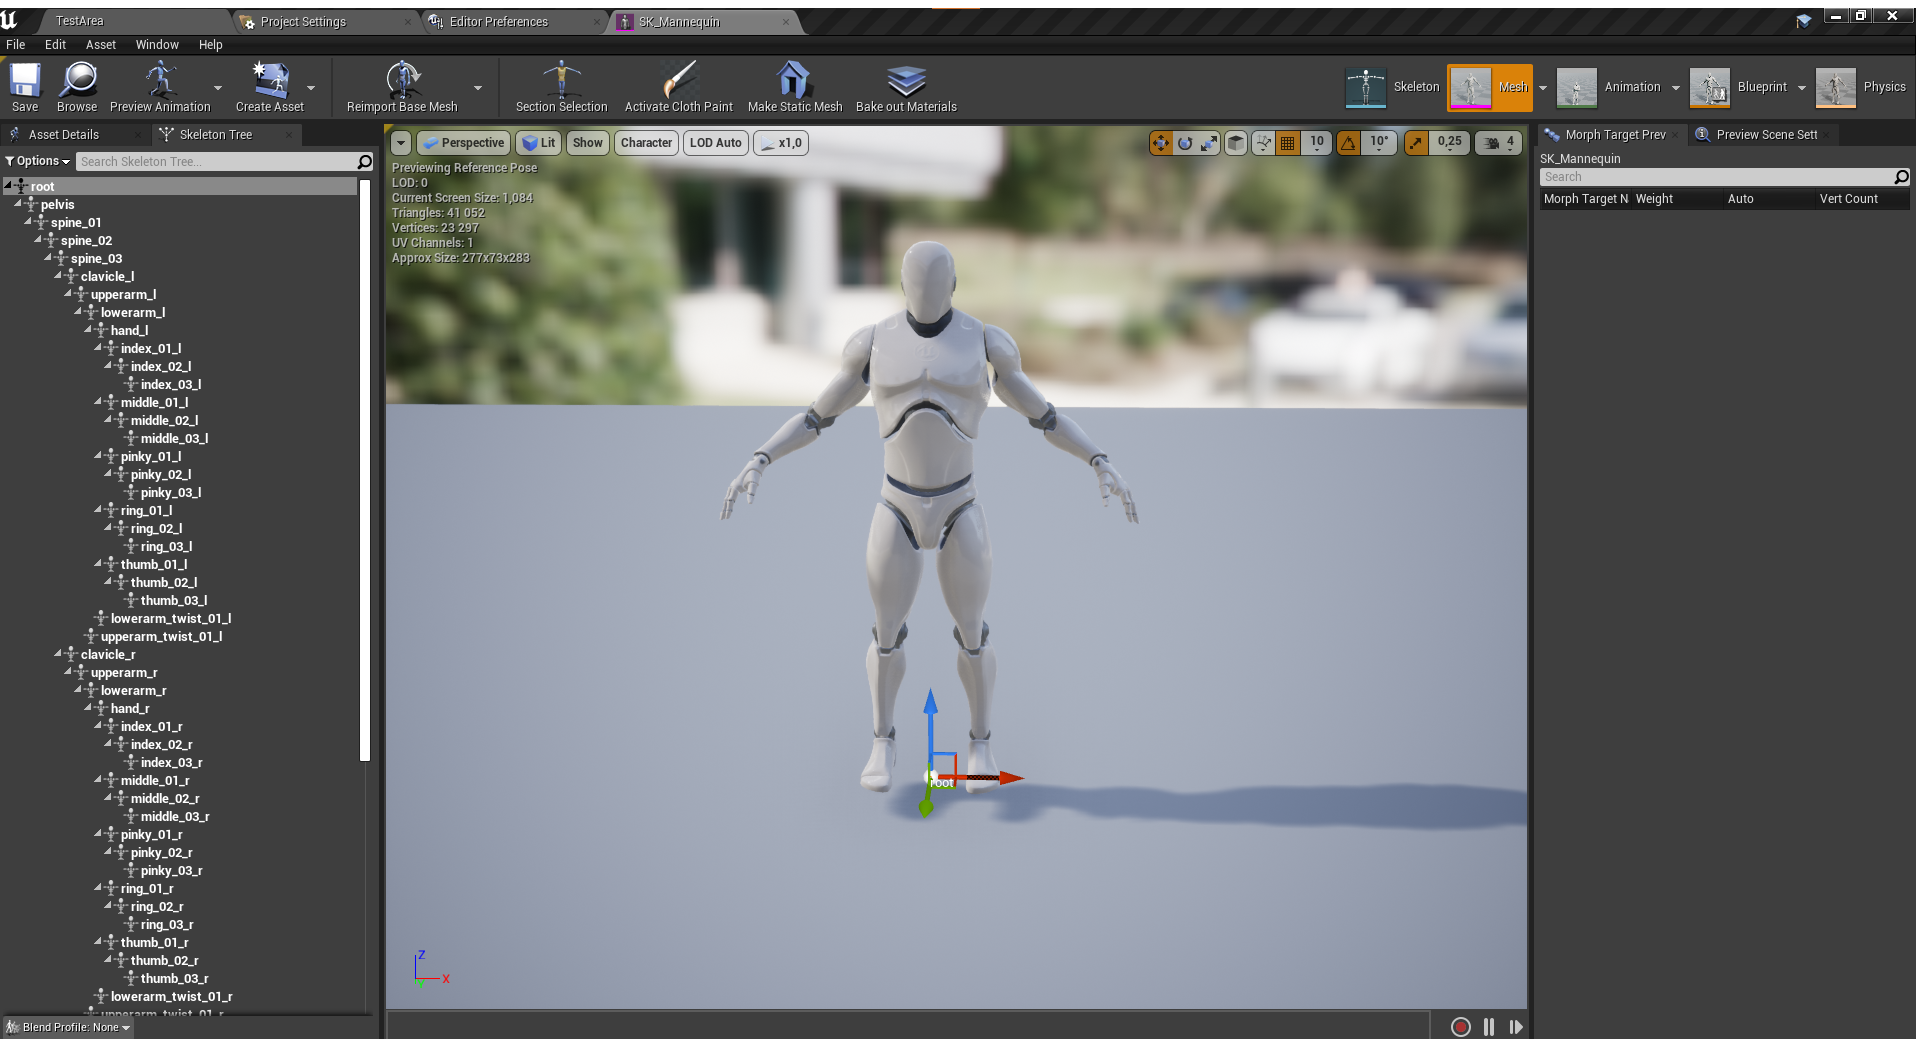 TestArea
Project Settings
Editor Preferences
SK_Mannequin
File Edit Asset Window Help
Save Browse Preview Animation Create Asset Reimport Base Mesh Section Selection Activate Cloth Paint Make Static Mesh Bake out Materials Skeleton Mesh Animation Blueprint Physics
Asset Details
Skeleton Tree
Options
Search Skeleton Tree...
root
pelvis
spine_01
spine_02
spine_03
clavicle_l
upperarm_l
lowerarm_l
hand_l
index_01_l
index_02_l
index_03_l
middle_01_l
middle_02_l
middle_03_l
pinky_01_l
pinky_02_l
pinky_03_l
ring_01_l
ring_02_l
ring_03_l
thumb_01_l
thumb_02_l
thumb_03_l
lowerarm_twist_01_l
upperarm_twist_01_l
clavicle_r
upperarm_r
lowerarm_r
hand_r
index_01_r
index_02_r
index_03_r
middle_01_r
middle_02_r
middle_03_r
pinky_01_r
pinky_02_r
pinky_03_r
ring_01_r
ring_02_r
ring_03_r
thumb_01_r
thumb_02_r
thumb_03_r
lowerarm_twist_01_r
upperarm_twist_01_r
Blend Profile: None
Perspective Lit Show Character LOD Auto x1,0 10 10° 0,25 4
Previewing Reference Pose
LOD: 0
Current Screen Size: 1,084
Triangles: 41 052
Vertices: 23 297
UV Channels: 1
Approx Size: 277x73x283
root
Z
X
Morph Target Prev
Preview Scene Sett
SK_Mannequin
Search
Morph Target N Weight Auto Vert Count